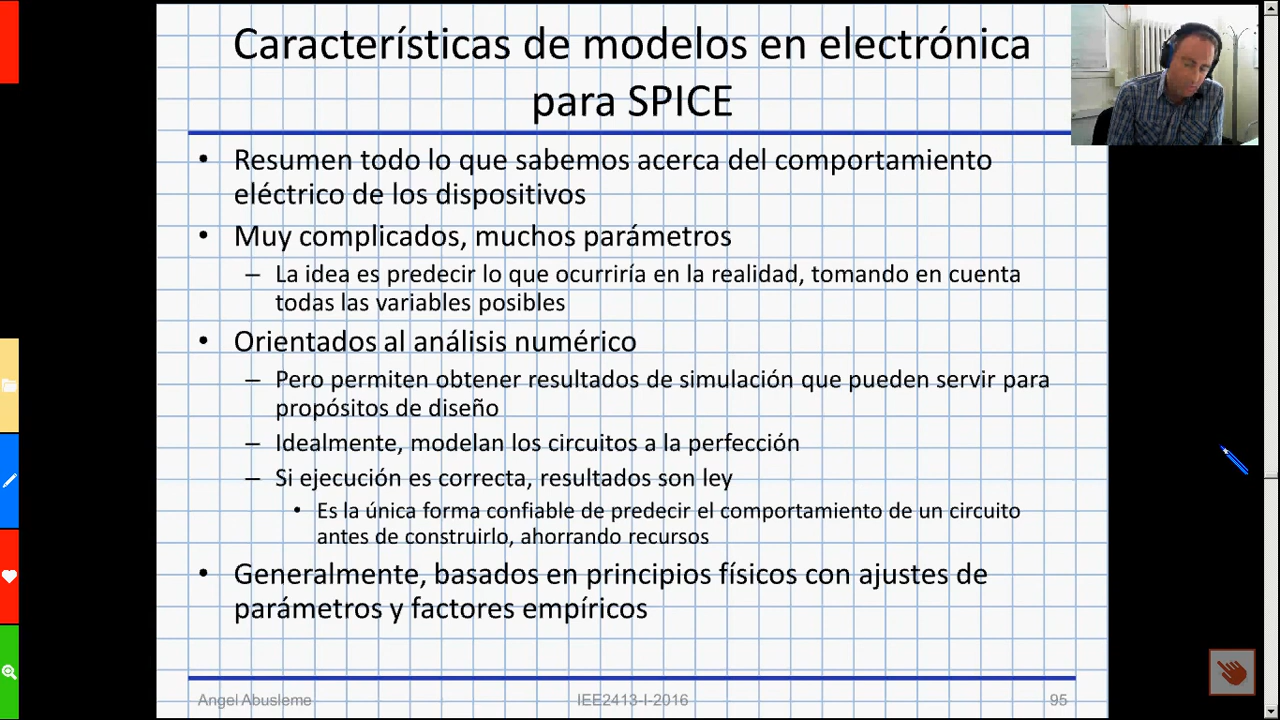 Características de modelos en electrónica
para SPICE
• Resumen todo lo que sabemos acerca del comportamiento
eléctrico de los dispositivos
• Muy complicados, muchos parámetros
– La idea es predecir lo que ocurriría en la realidad, tomando en cuenta
todas las variables posibles
• Orientados al análisis numérico
– Pero permiten obtener resultados de simulación que pueden servir para
propósitos de diseño
– Idealmente, modelan los circuitos a la perfección
– Si ejecución es correcta, resultados son ley
• Es la única forma confiable de predecir el comportamiento de un circuito
antes de construirlo, ahorrando recursos
• Generalmente, basados en principios físicos con ajustes de
parámetros y factores empíricos
Angel Abusleme IEE2413-I-2016 95